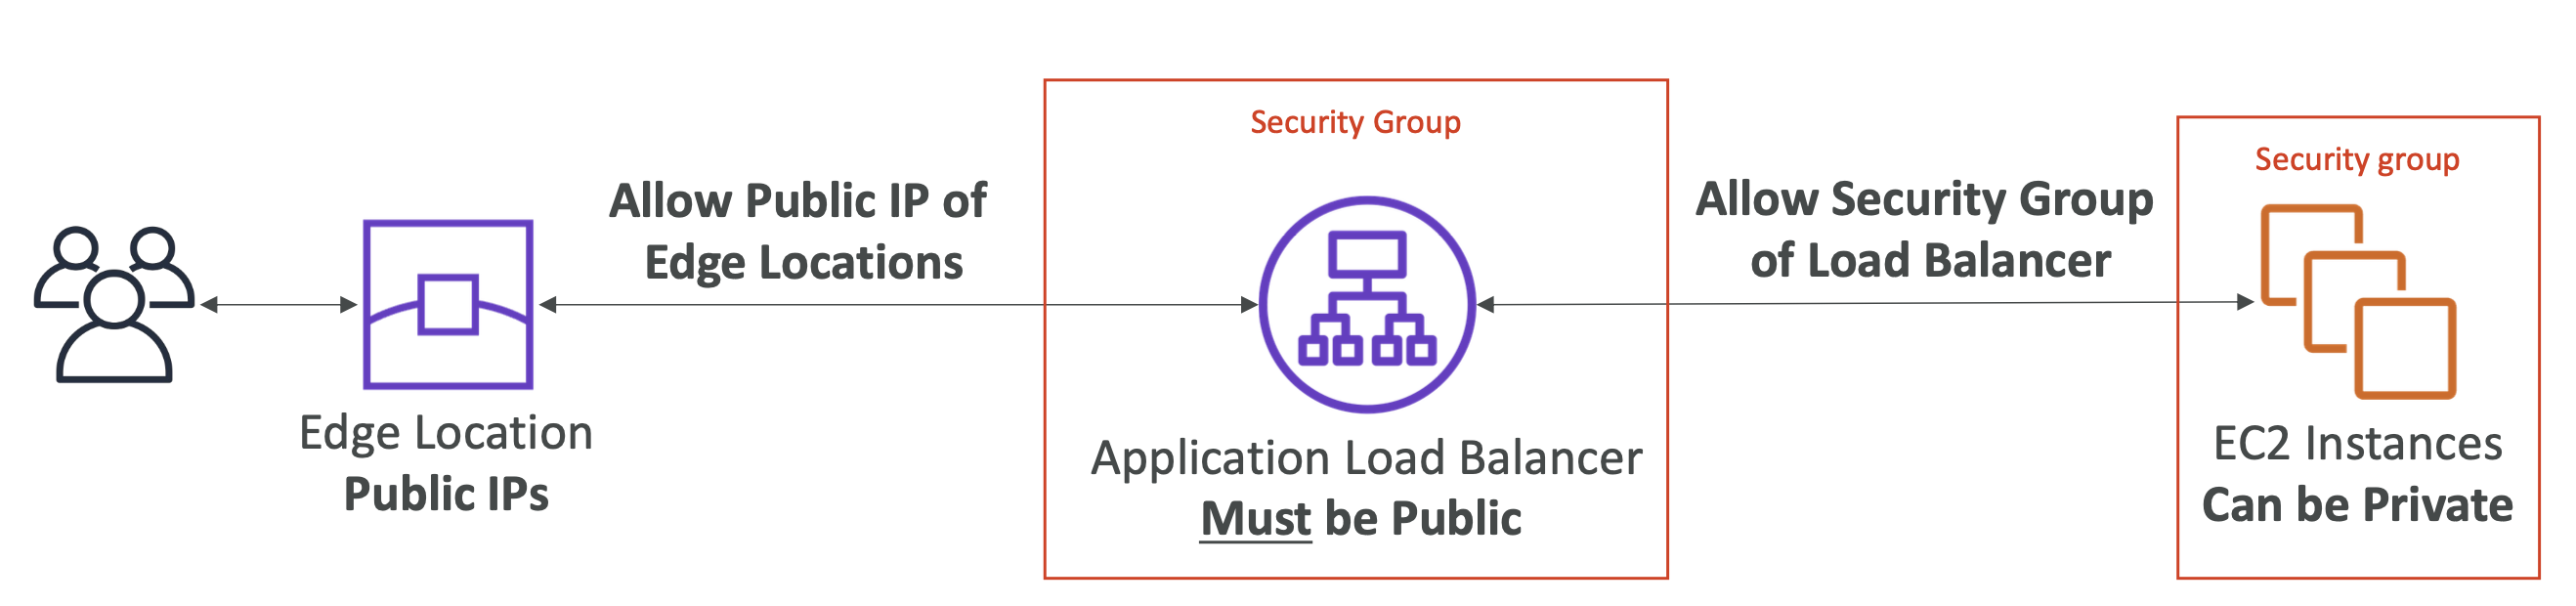 Edge Location
Public IPs
Allow Public IP of
Edge Locations
Security Group
Application Load Balancer
Must be Public
Allow Security Group
of Load Balancer
Security group
EC2 Instances
Can be Private